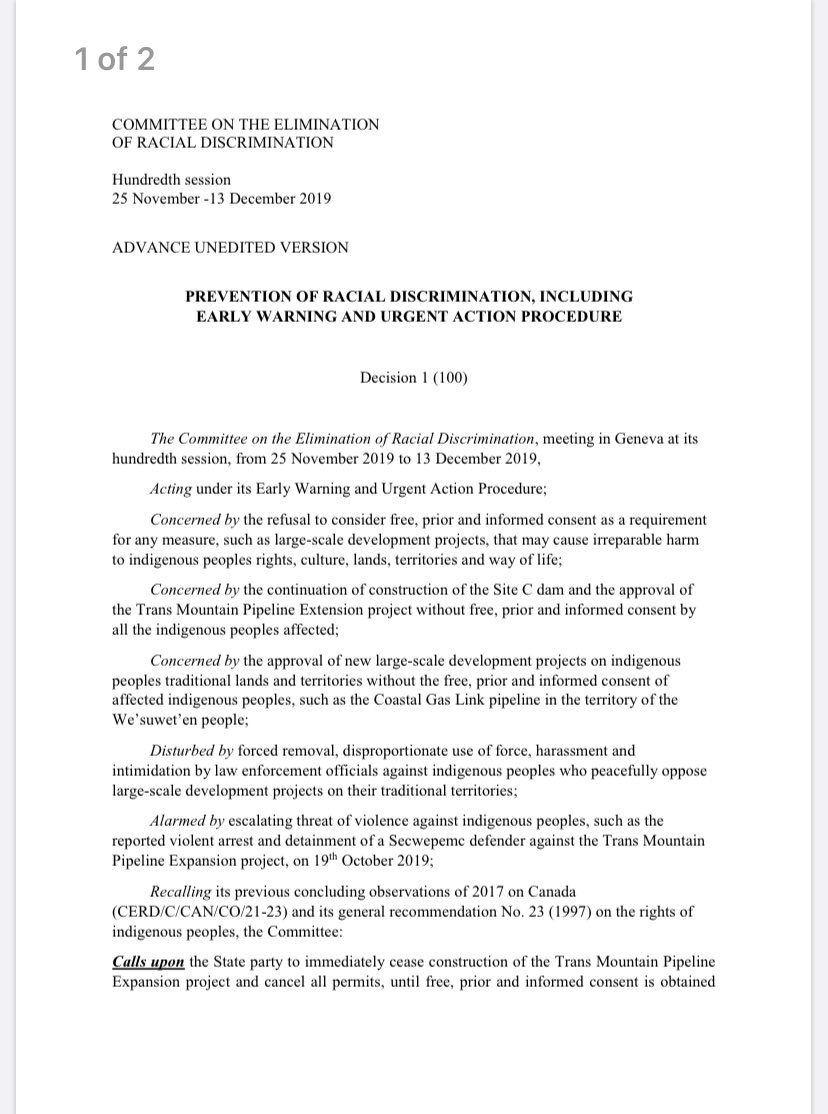 1 of 2
COMMITTEE ON THE ELIMINATION
OF RACIAL DISCRIMINATION
Hundredth session
25 November -13 December 2019
ADVANCE UNEDITED VERSION
PREVENTION OF RACIAL DISCRIMINATION, INCLUDING
EARLY WARNING AND URGENT ACTION PROCEDURE
Decision 1 (100)
The Committee on the Elimination of Racial Discrimination, meeting in Geneva at its
hundredth session, from 25 November 2019 to 13 December 2019,
Acting under its Early Warning and Urgent Action Procedure;
Concerned by the refusal to consider free, prior and informed consent as a requirement
for any measure, such as large-scale development projects, that may cause irreparable harm
to indigenous peoples rights, culture, lands, territories and way of life;
Concerned by the continuation of construction of the Site C dam and the approval of
the Trans Mountain Pipeline Extension project without free, prior and informed consent by
all the indigenous peoples affected;
Concerned by the approval of new large-scale development projects on indigenous
peoples traditional lands and territories without the free, prior and informed consent of
affected indigenous peoples, such as the Coastal Gas Link pipeline in the territory of the
We’suwet’en people;
Disturbed by forced removal, disproportionate use of force, harassment and
intimidation by law enforcement officials against indigenous peoples who peacefully oppose
large-scale development projects on their traditional territories;
Alarmed by escalating threat of violence against indigenous peoples, such as the
reported violent arrest and detainment of a Secwepemc defender against the Trans Mountain
Pipeline Expansion project, on 19th October 2019;
Recalling its previous concluding observations of 2017 on Canada
(CERD/C/CAN/CO/21-23) and its general recommendation No. 23 (1997) on the rights of
indigenous peoples, the Committee:
Calls upon the State party to immediately cease construction of the Trans Mountain Pipeline
Expansion project and cancel all permits, until free, prior and informed consent is obtained